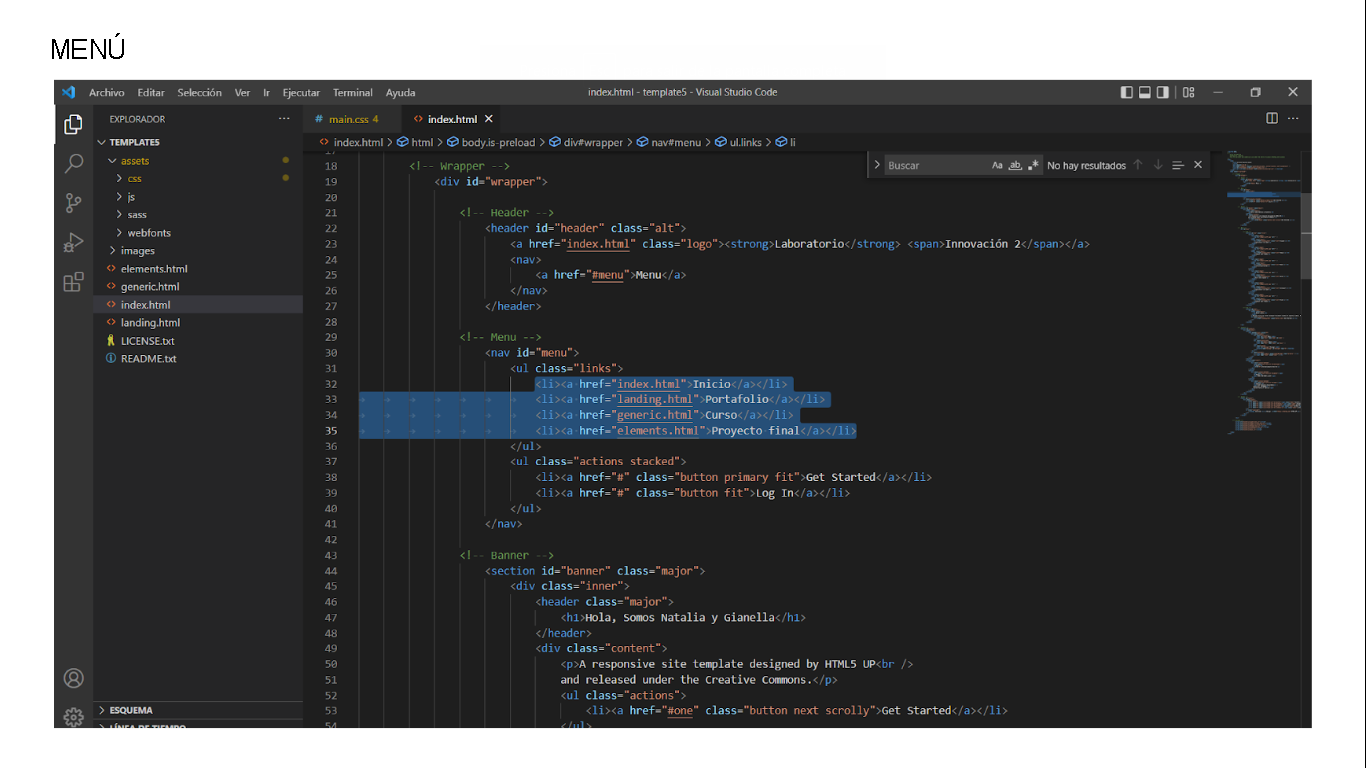 MENÚ
Archivo Editar Selección Ver Ir Ejecutar Terminal Ayuda
index.html - template5 - Visual Studio Code
EXPLORADOR
TEMPLATE5
assets
css
js
sass
webfonts
images
elements.html
generic.html
index.html
landing.html
LICENSE.txt
README.txt
ESQUEMA
LÍNEA DE TIEMPO
# main.css 4
<> index.html ×
<> index.html > html > body.is-preload > div#wrapper > nav#menu > ul.links > li
Buscar Aa ab .* No hay resultados
17
18 <!-- Wrapper -->
19 <div id="wrapper">
20
21 <!-- Header -->
22 <header id="header" class="alt">
23 <a href="index.html" class="logo"><strong>Laboratorio</strong> <span>Innovación 2</span></a>
24 <nav>
25 <a href="#menu">Menu</a>
26 </nav>
27 </header>
28
29 <!-- Menu -->
30 <nav id="menu">
31 <ul class="links">
32 <li><a href="index.html">Inicio</a></li>
33 <li><a href="landing.html">Portafolio</a></li>
34 <li><a href="generic.html">Curso</a></li>
35 <li><a href="elements.html">Proyecto final</a></li>
36 </ul>
37 <ul class="actions stacked">
38 <li><a href="#" class="button primary fit">Get Started</a></li>
39 <li><a href="#" class="button fit">Log In</a></li>
40 </ul>
41 </nav>
42
43 <!-- Banner -->
44 <section id="banner" class="major">
45 <div class="inner">
46 <header class="major">
47 <h1>Hola, Somos Natalia y Gianella</h1>
48 </header>
49 <div class="content">
50 <p>A responsive site template designed by HTML5 UP<br />
51 and released under the Creative Commons.</p>
52 <ul class="actions">
53 <li><a href="#one" class="button next scrolly">Get Started</a></li>
54 </ul>